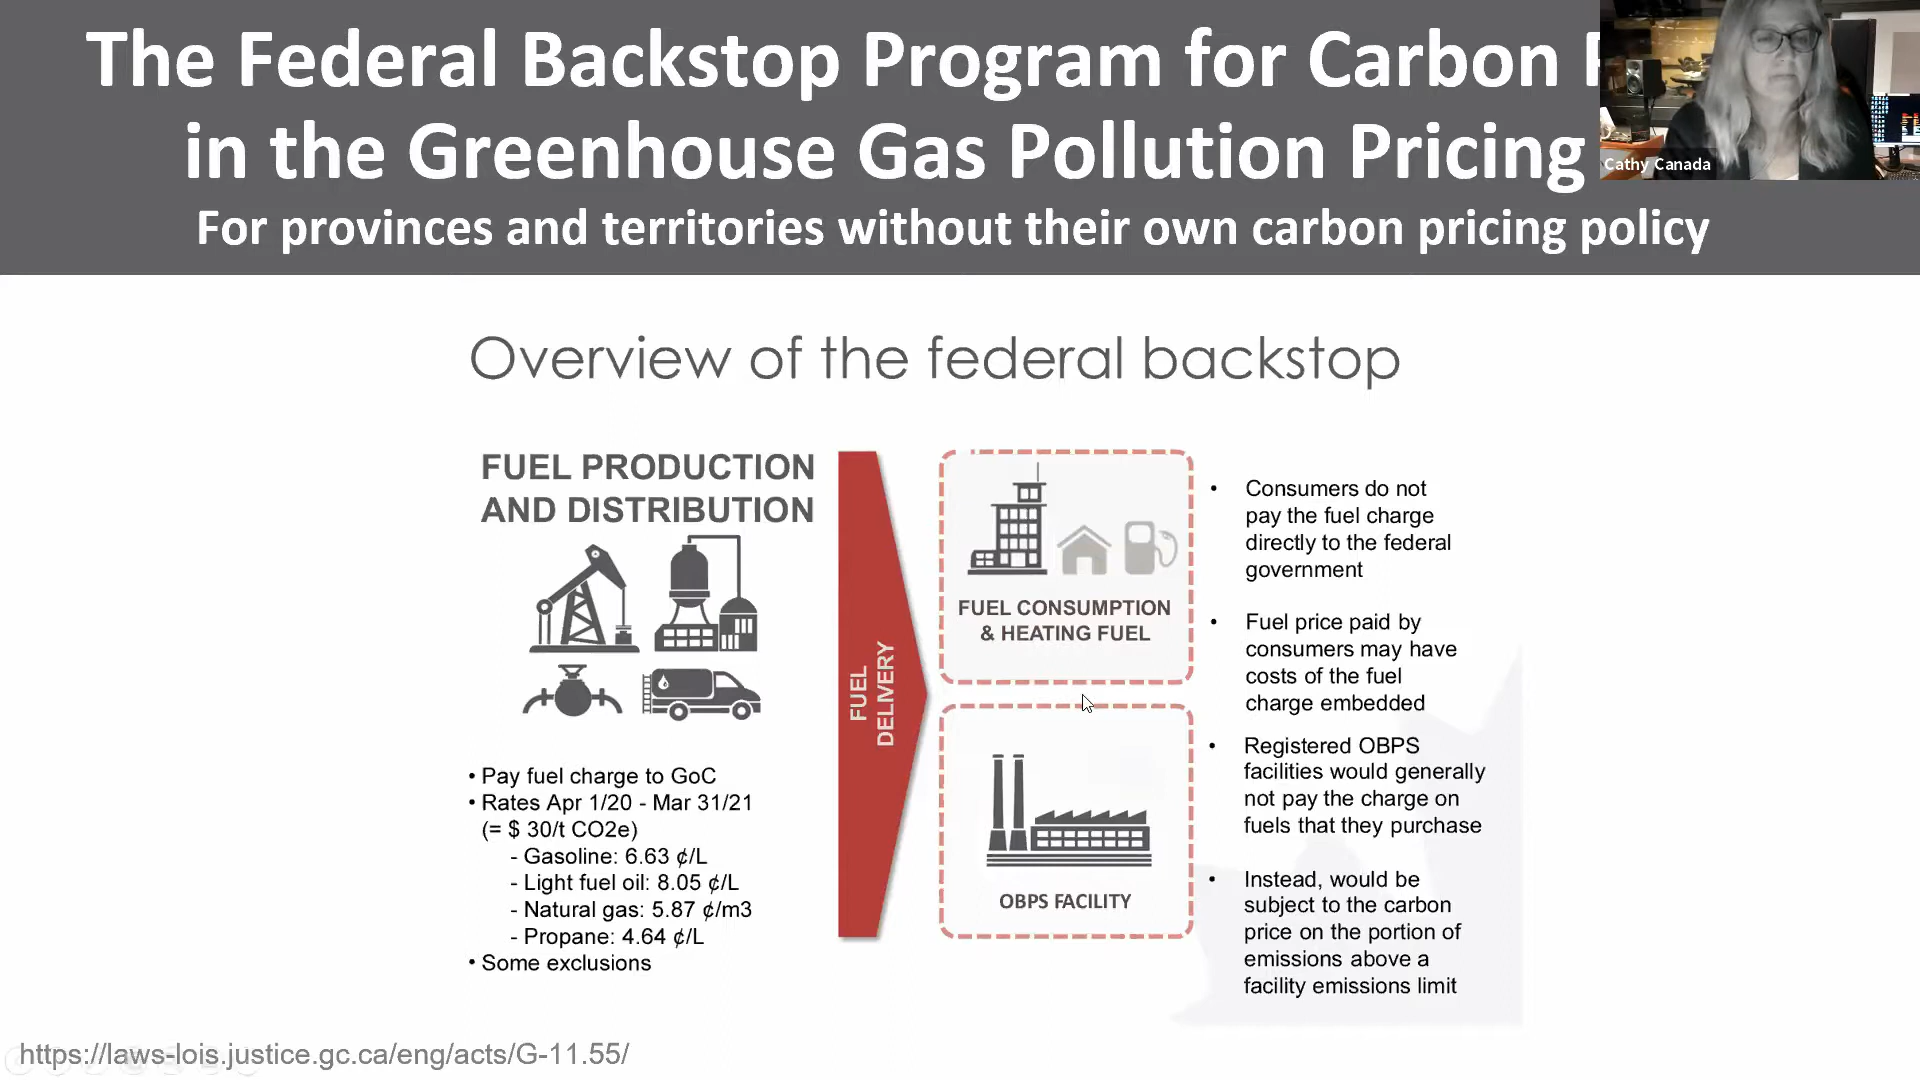 The Federal Backstop Program for Carbon
in the Greenhouse Gas Pollution Pricing
For provinces and territories without their own carbon pricing policy
Cathy Canada
Overview of the federal backstop
FUEL PRODUCTION
AND DISTRIBUTION
• Pay fuel charge to GoC
• Rates Apr 1/20 - Mar 31/21
(= $ 30/t CO2e)
- Gasoline: 6.63 ¢/L
- Light fuel oil: 8.05 ¢/L
- Natural gas: 5.87 ¢/m3
- Propane: 4.64 ¢/L
• Some exclusions
FUEL
DELIVERY
FUEL CONSUMPTION
& HEATING FUEL
OBPS FACILITY
• Consumers do not
pay the fuel charge
directly to the federal
government
• Fuel price paid by
consumers may have
costs of the fuel
charge embedded
• Registered OBPS
facilities would generally
not pay the charge on
fuels that they purchase
• Instead, would be
subject to the carbon
price on the portion of
emissions above a
facility emissions limit
https://laws-lois.justice.gc.ca/eng/acts/G-11.55/